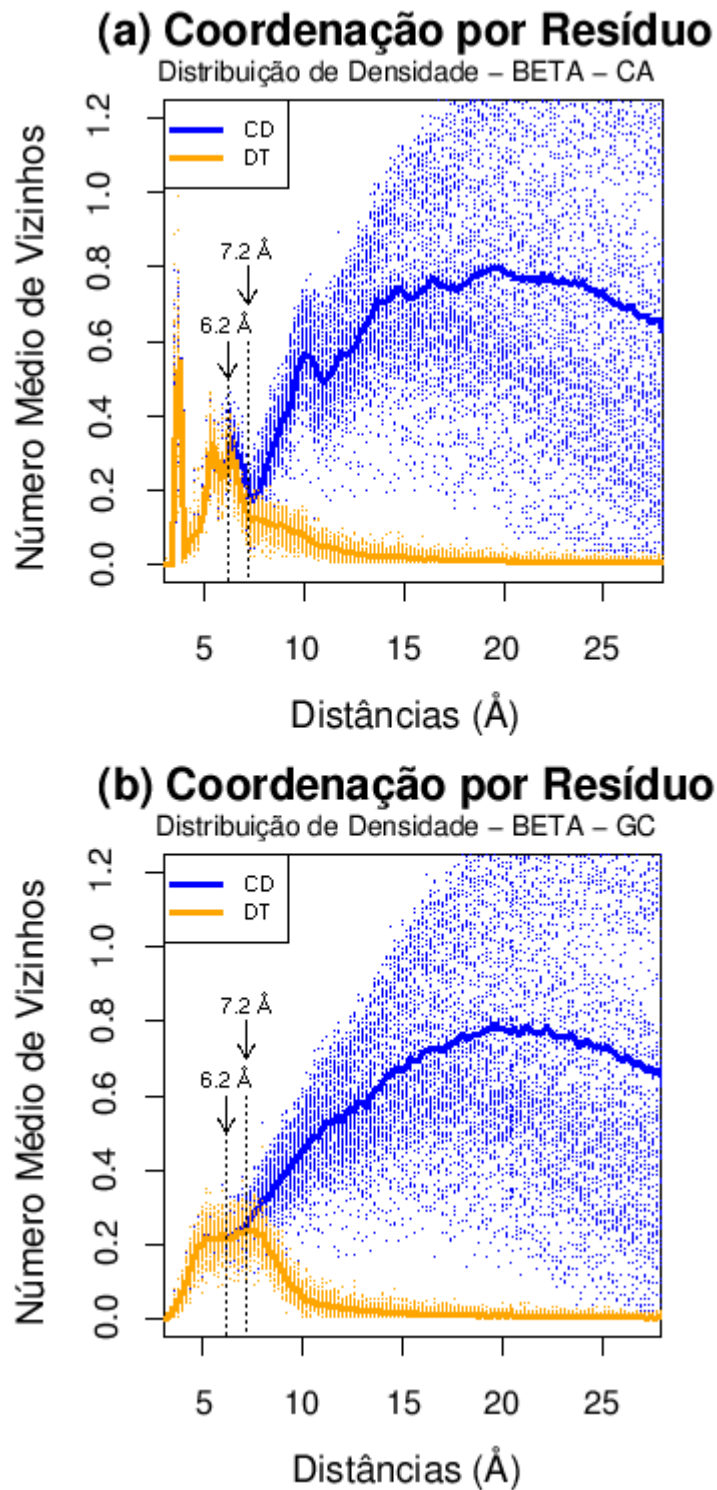 (a) Coordenação por Resíduo
Distribuição de Densidade – BETA – CA
Número Médio de Vizinhos
1.2
1.0
0.8
0.6
0.4
0.2
0.0
CD
DT
7.2 Å
6.2 Å
5 10 15 20 25
Distâncias (Å)
(b) Coordenação por Resíduo
Distribuição de Densidade – BETA – GC
Número Médio de Vizinhos
1.2
1.0
0.8
0.6
0.4
0.2
0.0
CD
DT
7.2 Å
6.2 Å
5 10 15 20 25
Distâncias (Å)